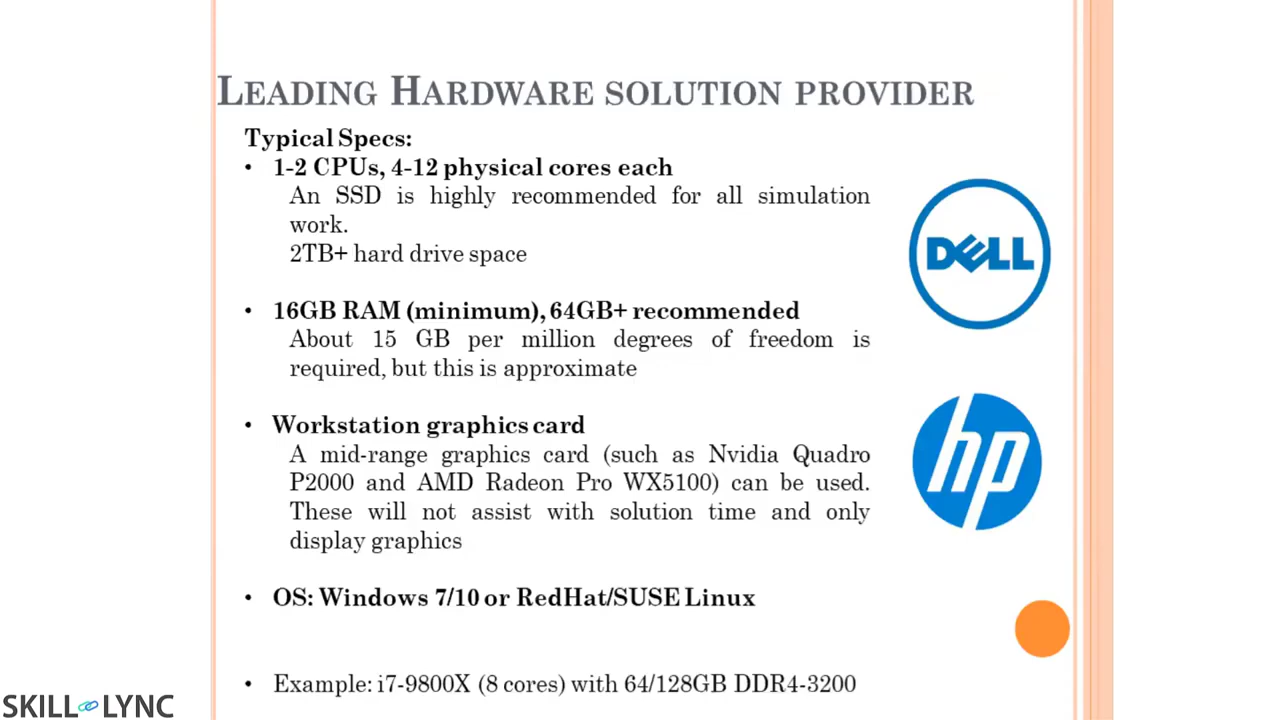 LEADING HARDWARE SOLUTION PROVIDER
Typical Specs:
• 1-2 CPUs, 4-12 physical cores each
An SSD is highly recommended for all simulation
work.
2TB+ hard drive space
DELL
• 16GB RAM (minimum), 64GB+ recommended
About 15 GB per million degrees of freedom is
required, but this is approximate
• Workstation graphics card
A mid-range graphics card (such as Nvidia Quadro
P2000 and AMD Radeon Pro WX5100) can be used.
These will not assist with solution time and only
display graphics
hp
• OS: Windows 7/10 or RedHat/SUSE Linux
• Example: i7-9800X (8 cores) with 64/128GB DDR4-3200
SKILL LYNC